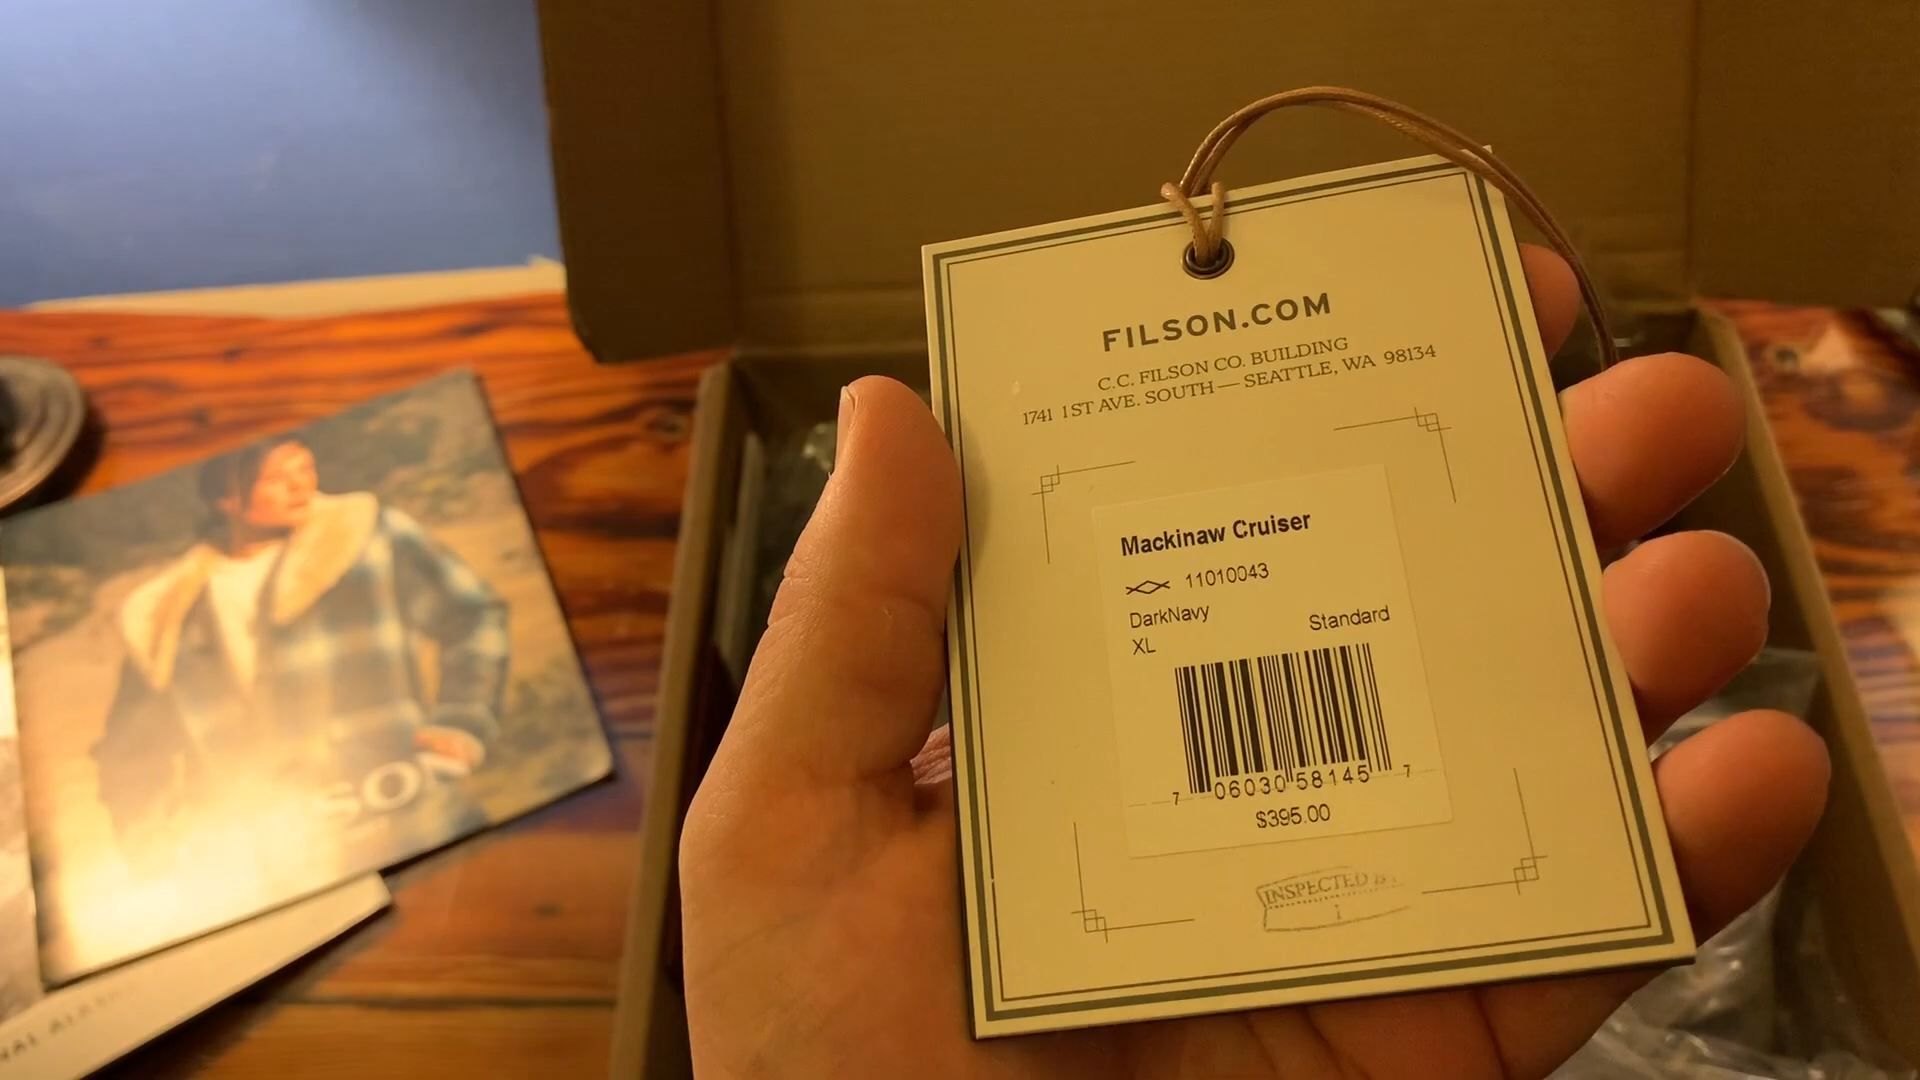 FILSON.COM
C.C. FILSON CO. BUILDING
1741 1ST AVE. SOUTH — SEATTLE, WA 98134
Mackinaw Cruiser
11010043
DarkNavy
Standard
XL
7 06030 58145 7
$395.00
INSPECTED
SON